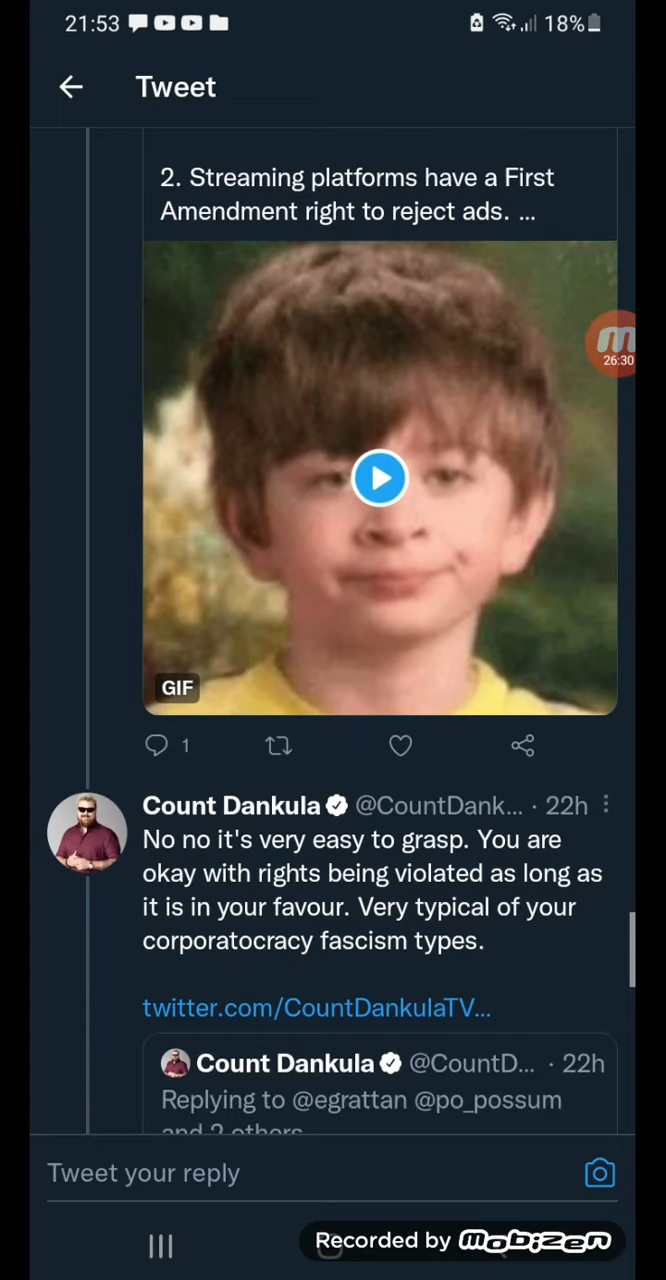 21:53
18%
Tweet
2. Streaming platforms have a First
Amendment right to reject ads. ...
26:30
GIF
1
Count Dankula @CountDank... · 22h
No no it's very easy to grasp. You are
okay with rights being violated as long as
it is in your favour. Very typical of your
corporatocracy fascism types.
twitter.com/CountDankulaTV...
Count Dankula @CountD... · 22h
Replying to @egrattan @po_possum
and 2 others
Tweet your reply
Recorded by mobizen